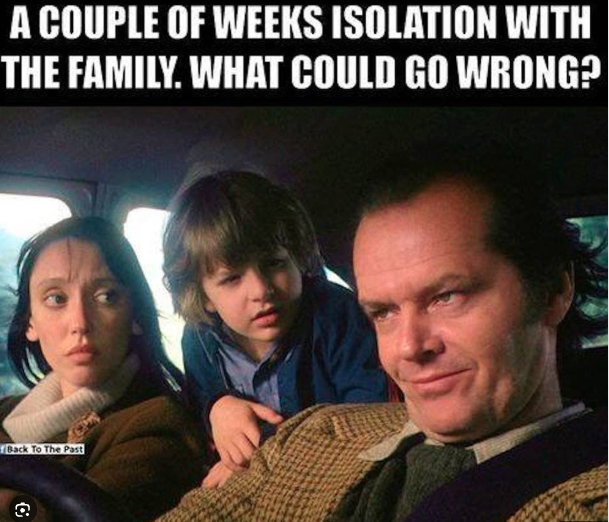 A COUPLE OF WEEKS ISOLATION WITH
THE FAMILY. WHAT COULD GO WRONG?
Back To The Past